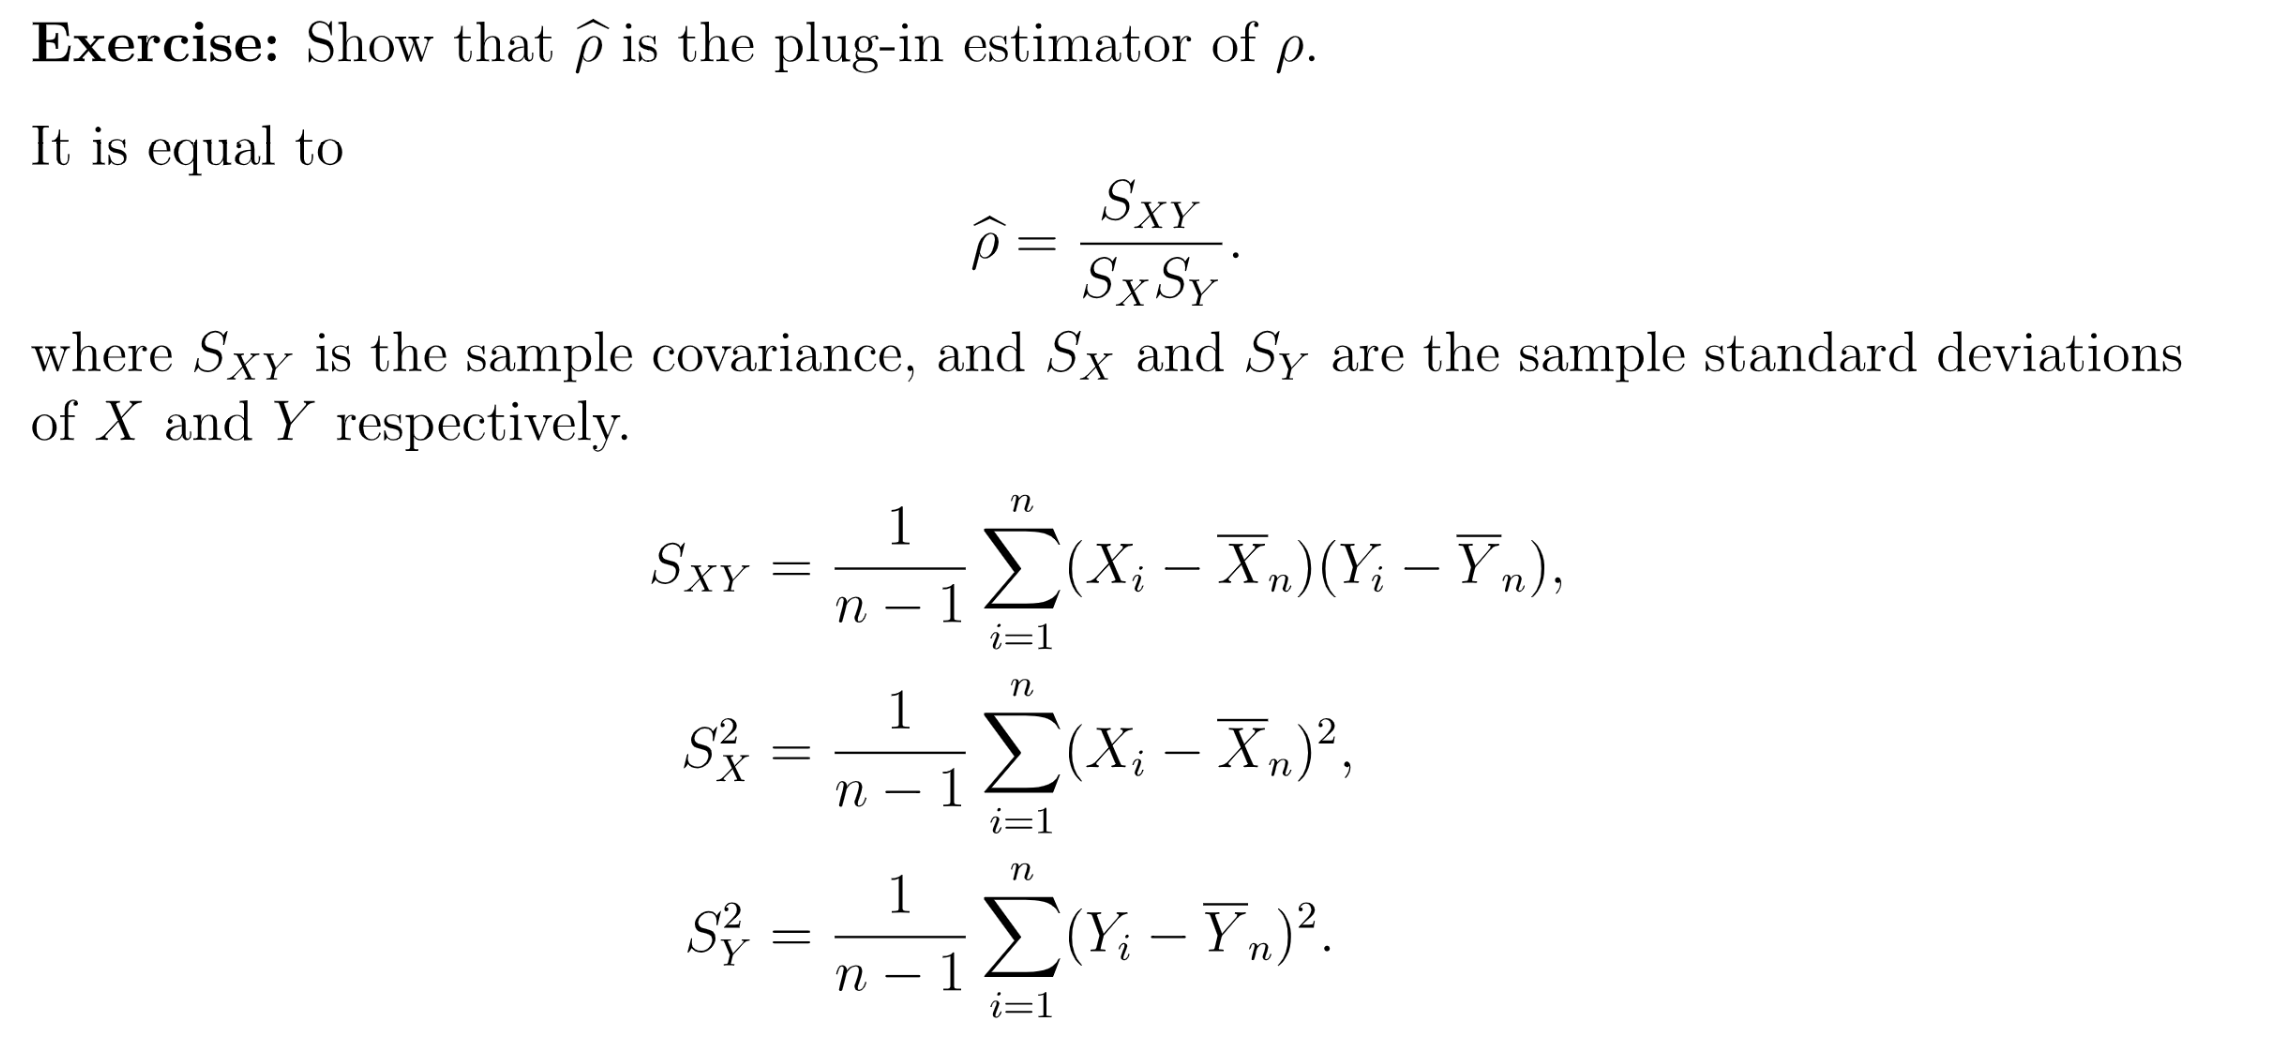 Exercise: Show that $\widehat{\rho}$ is the plug-in estimator of $\rho$.
It is equal to
$\widehat{\rho} = \frac{S_{XY}}{S_X S_Y}.$
where $S_{XY}$ is the sample covariance, and $S_X$ and $S_Y$ are the sample standard deviations
of $X$ and $Y$ respectively.
$S_{XY} = \frac{1}{n-1} \sum_{i=1}^{n} (X_i - \overline{X}_n)(Y_i - \overline{Y}_n),$
$S_X^2 = \frac{1}{n-1} \sum_{i=1}^{n} (X_i - \overline{X}_n)^2,$
$S_Y^2 = \frac{1}{n-1} \sum_{i=1}^{n} (Y_i - \overline{Y}_n)^2.$